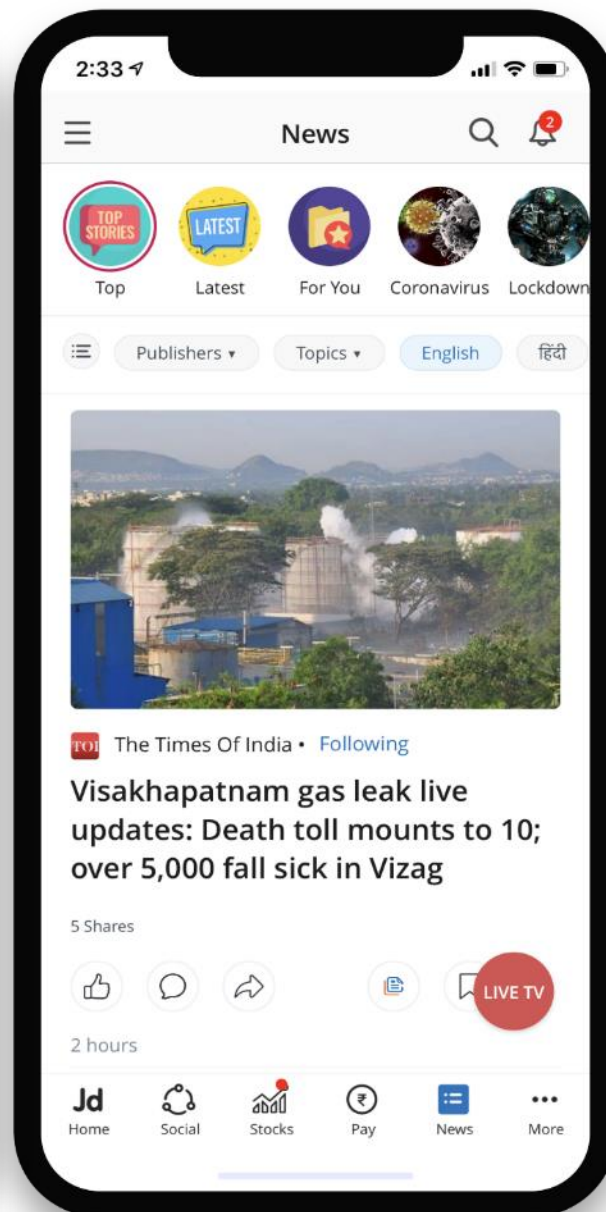 2:33
News
2
TOP
STORIES
LATEST
Top
Latest
For You
Coronavirus
Lockdown
Publishers ▾
Topics ▾
English
हिंदी
TOI
The Times Of India • Following
Visakhapatnam gas leak live
updates: Death toll mounts to 10;
over 5,000 fall sick in Vizag
5 Shares
LIVE TV
2 hours
Jd
₹
Home
Social
Stocks
Pay
News
More